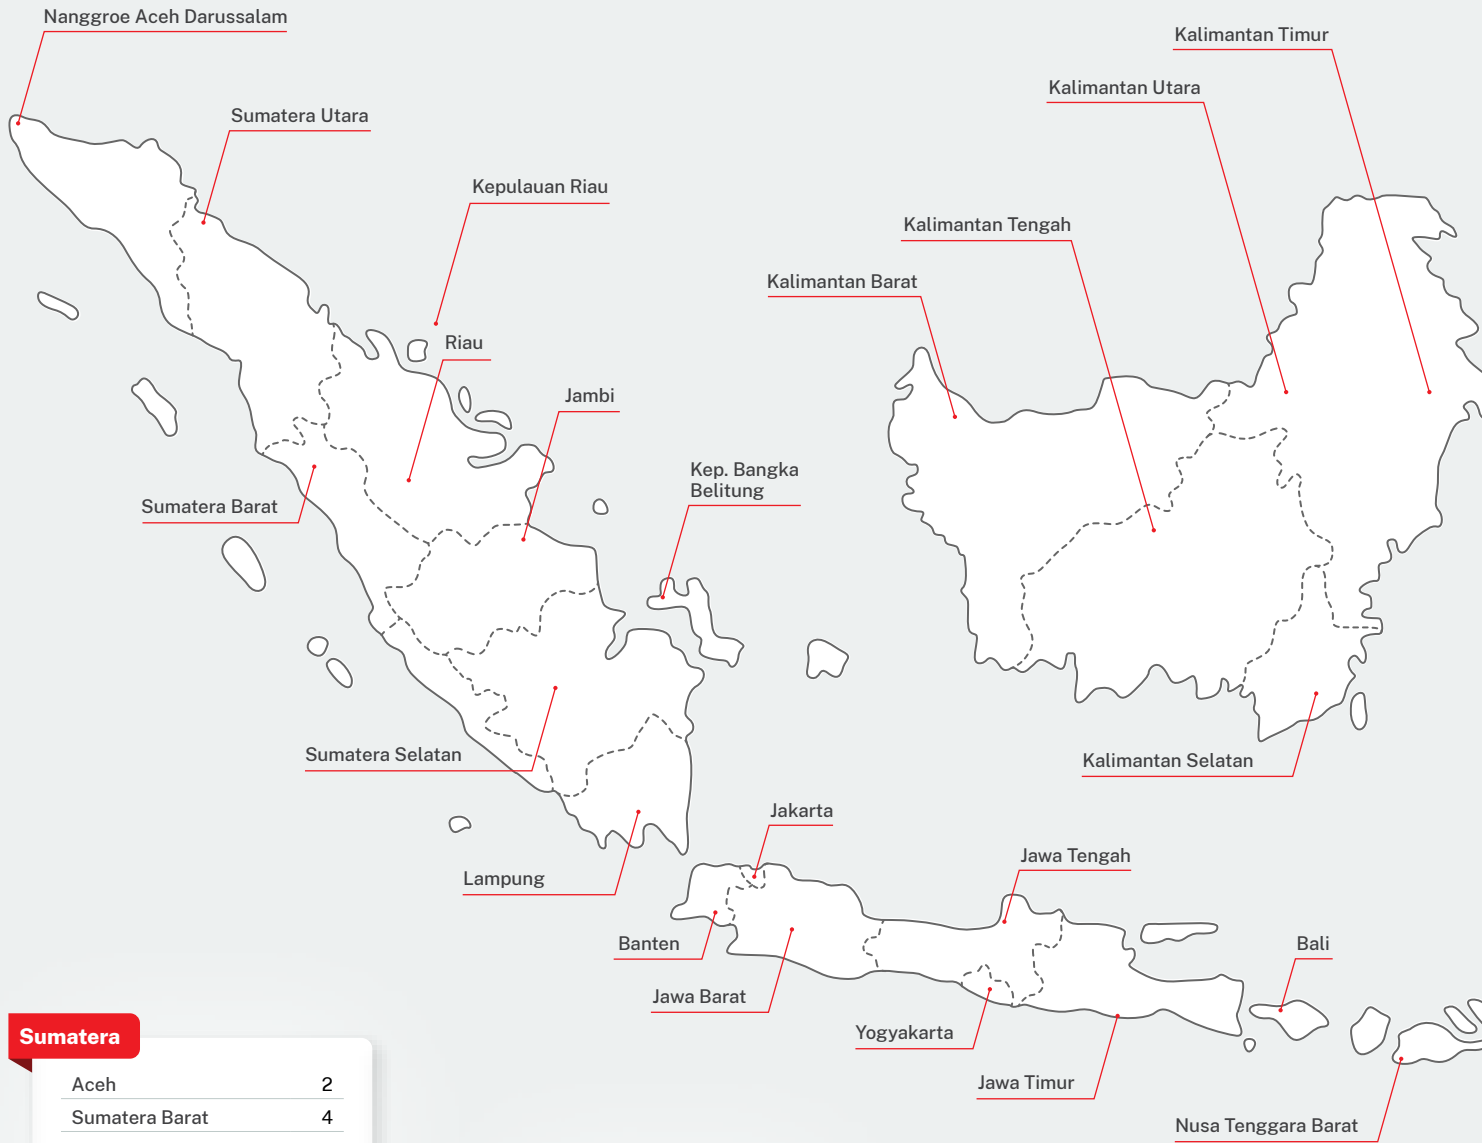 Nanggroe Aceh Darussalam
Kalimantan Timur
Kalimantan Utara
Sumatera Utara
Kepulauan Riau
Kalimantan Tengah
Kalimantan Barat
Riau
Jambi
Kep. Bangka
Belitung
Sumatera Barat
Sumatera Selatan
Kalimantan Selatan
Jakarta
Jawa Tengah
Lampung
Banten
Bali
Jawa Barat
Yogyakarta
Jawa Timur
Nusa Tenggara Barat
Sumatera
Aceh 2
Sumatera Barat 4